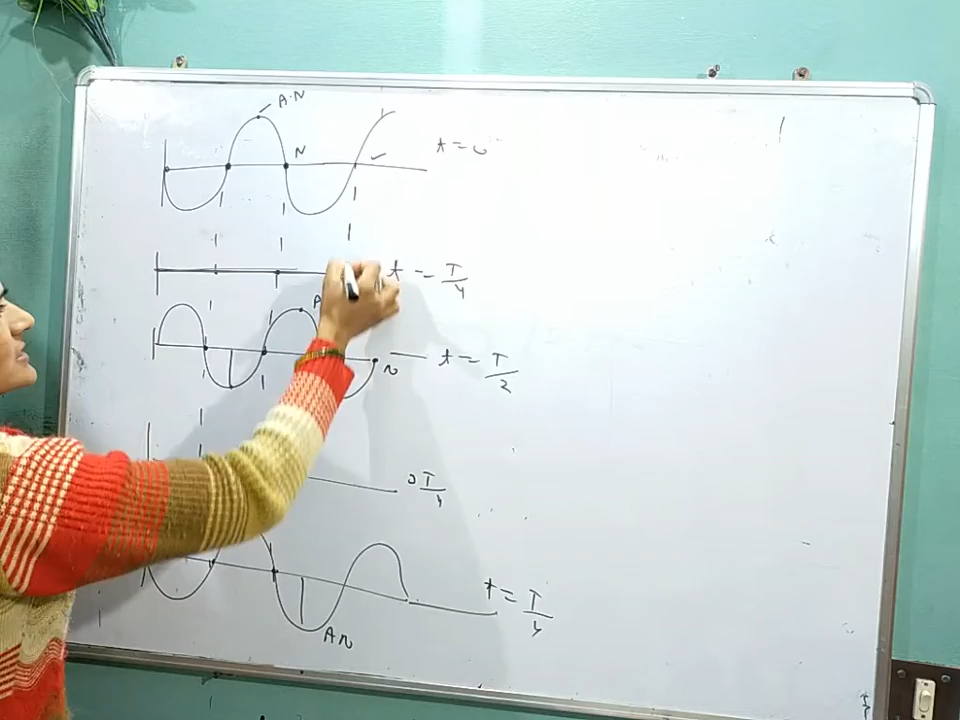 A.N
N
t = 0
t = T/4
A
t = T/2
N
3T/4
t = T/4
AN